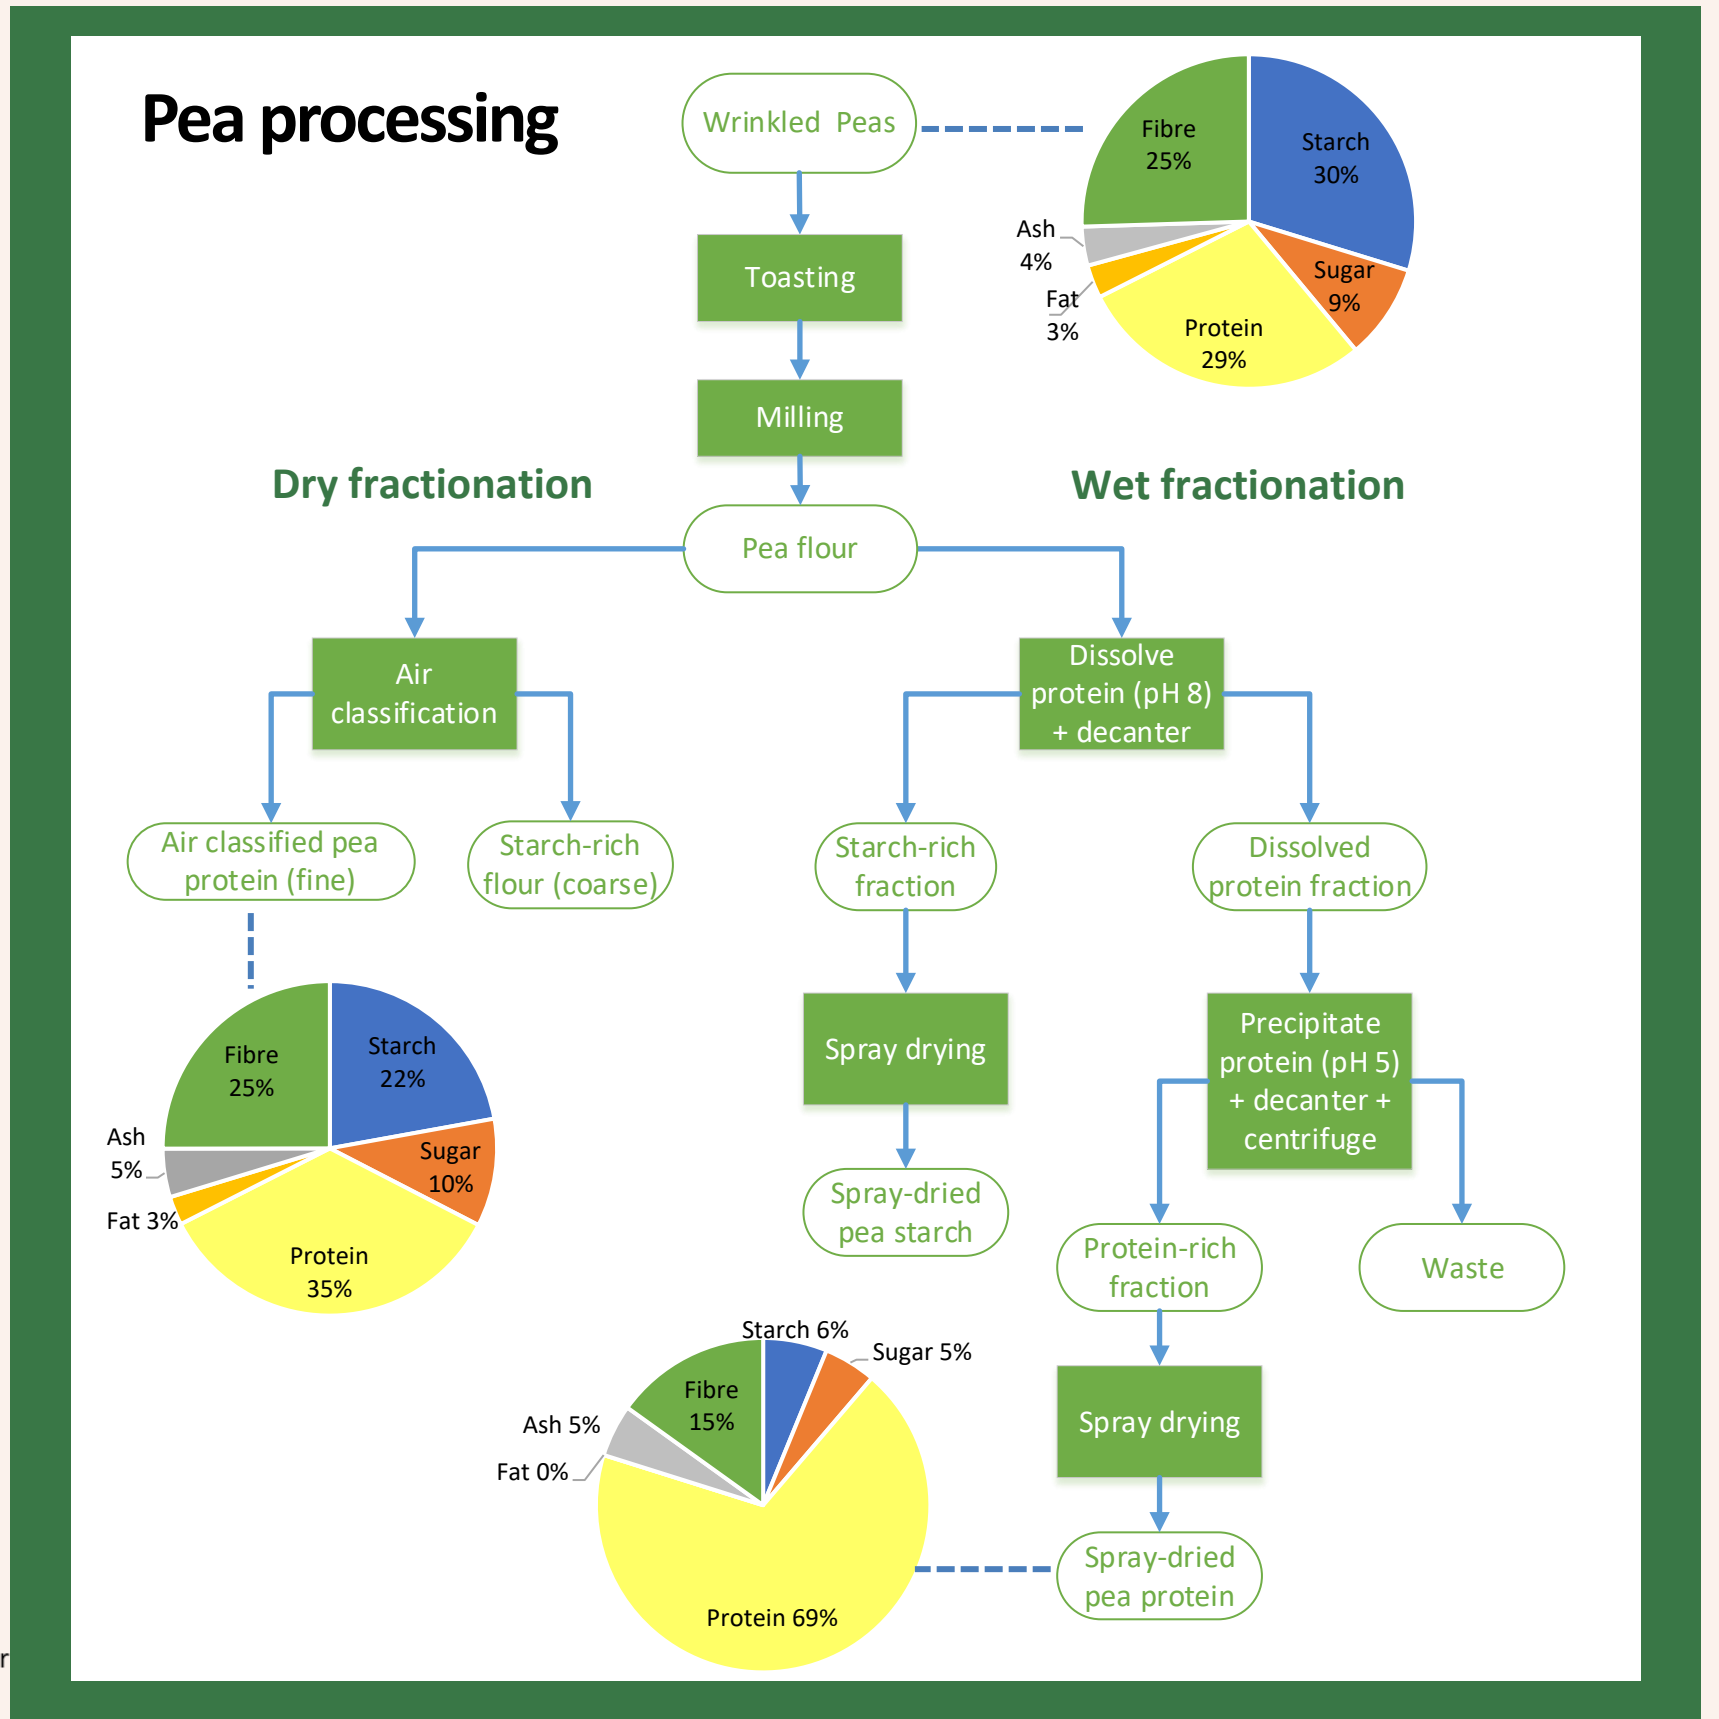 Pea processing
Wrinkled Peas
Fibre
25%
Starch
30%
Ash
4%
Sugar
9%
Fat
3%
Protein
29%
Toasting
Milling
Dry fractionation
Wet fractionation
Pea flour
Air
classification
Dissolve
protein (pH 8)
+ decanter
Air classified pea
protein (fine)
Starch-rich
flour (coarse)
Starch-rich
fraction
Dissolved
protein fraction
Fibre
25%
Starch
22%
Ash
5%
Sugar
10%
Fat 3%
Protein
35%
Spray drying
Precipitate
protein (pH 5)
+ decanter +
centrifuge
Spray-dried
pea starch
Protein-rich
fraction
Waste
Starch 6%
Sugar 5%
Fibre
15%
Ash 5%
Fat 0%
Protein 69%
Spray drying
Spray-dried
pea protein
r